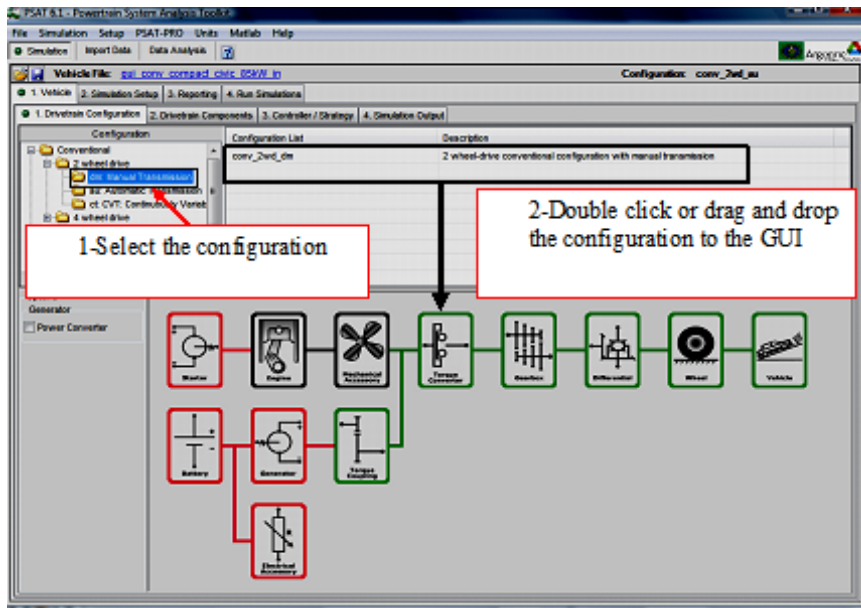 PSAT 6.1 - Powertrain System Analysis Toolkit
File Simulation Setup PSAT-PRO Units Matlab Help
Simulation Import Data Data Analysis ?
Argonne
Vehicle File: gui_conv_compact_civic_85kW_in Configuration: conv_2wd_au
1. Vehicle 2. Simulation Setup 3. Reporting 4. Run Simulations
1. Drivetrain Configuration 2. Drivetrain Components 3. Controller / Strategy 4. Simulation Output
Configuration
Configuration List Description
Conventional
2 wheel drive
dm: Manual Transmission
au: Automatic Transmission
ct: CVT: Continuously Variab
4 wheel drive
conv_2wd_dm 2 wheel-drive conventional configuration with manual transmission
1-Select the configuration
2-Double click or drag and drop
the configuration to the GUI
Generator
Power Converter
Starter Engine Mechanical Accessory Torque Converter Gearbox Differential Wheel Vehicle
Battery Generator Torque Coupling
Electrical Accessory